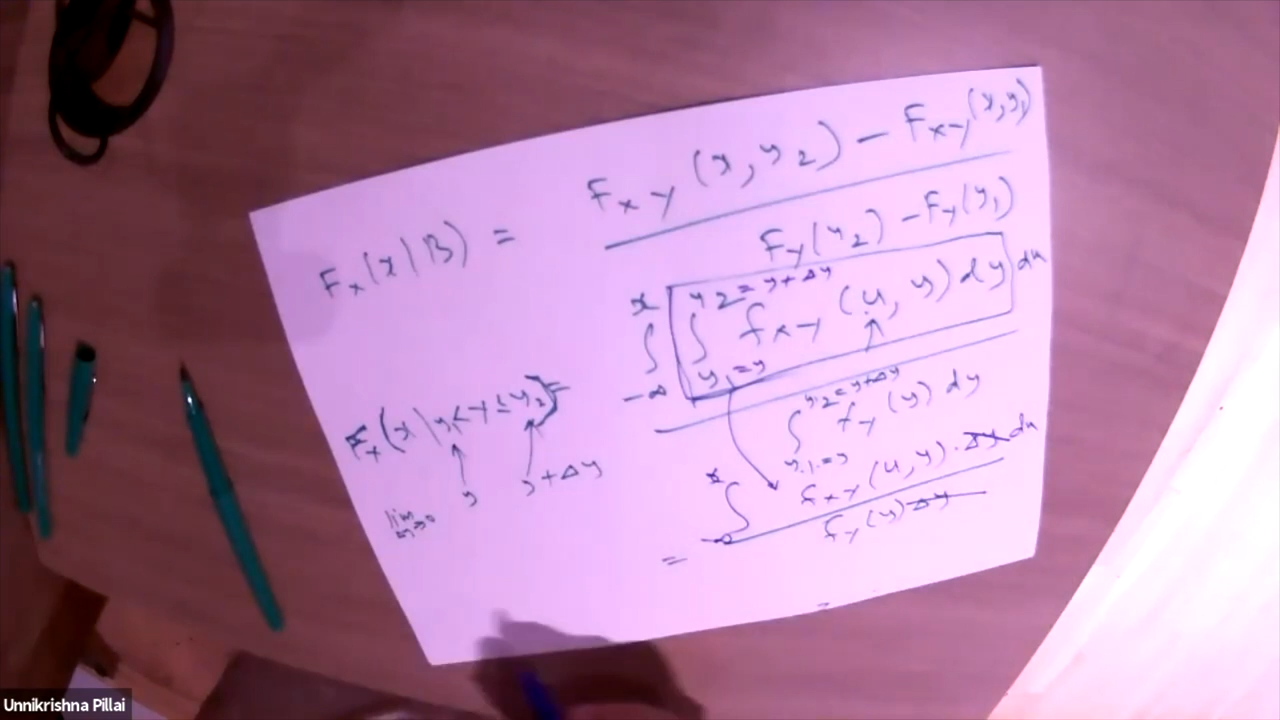 F_X(x|B) = F_XY(x, y_2) - F_XY(x, y_1)
F_Y(y_2) - F_Y(y_1)
x y_2 = y + Δy
∫ ∫ f_XY(u, y) dy du
-∞ y_1 = y
F_X(x | y_1 < Y ≤ y_2) =
y_2 = y + Δy
∫ f_Y(y) dy
y_1 = y
y y + Δy
lim
Δy→0
x
∫ f_XY(u, y) · Δy du
-∞
= f_Y(y) Δy
Unnikrishna Pillai